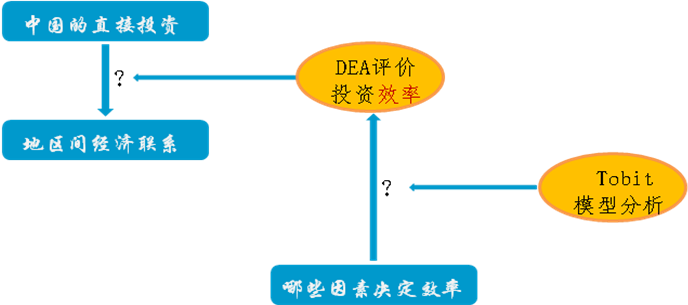 中国的直接投资
?
DEA评价
投资效率
地区间经济联系
?
Tobit
模型分析
哪些因素决定效率